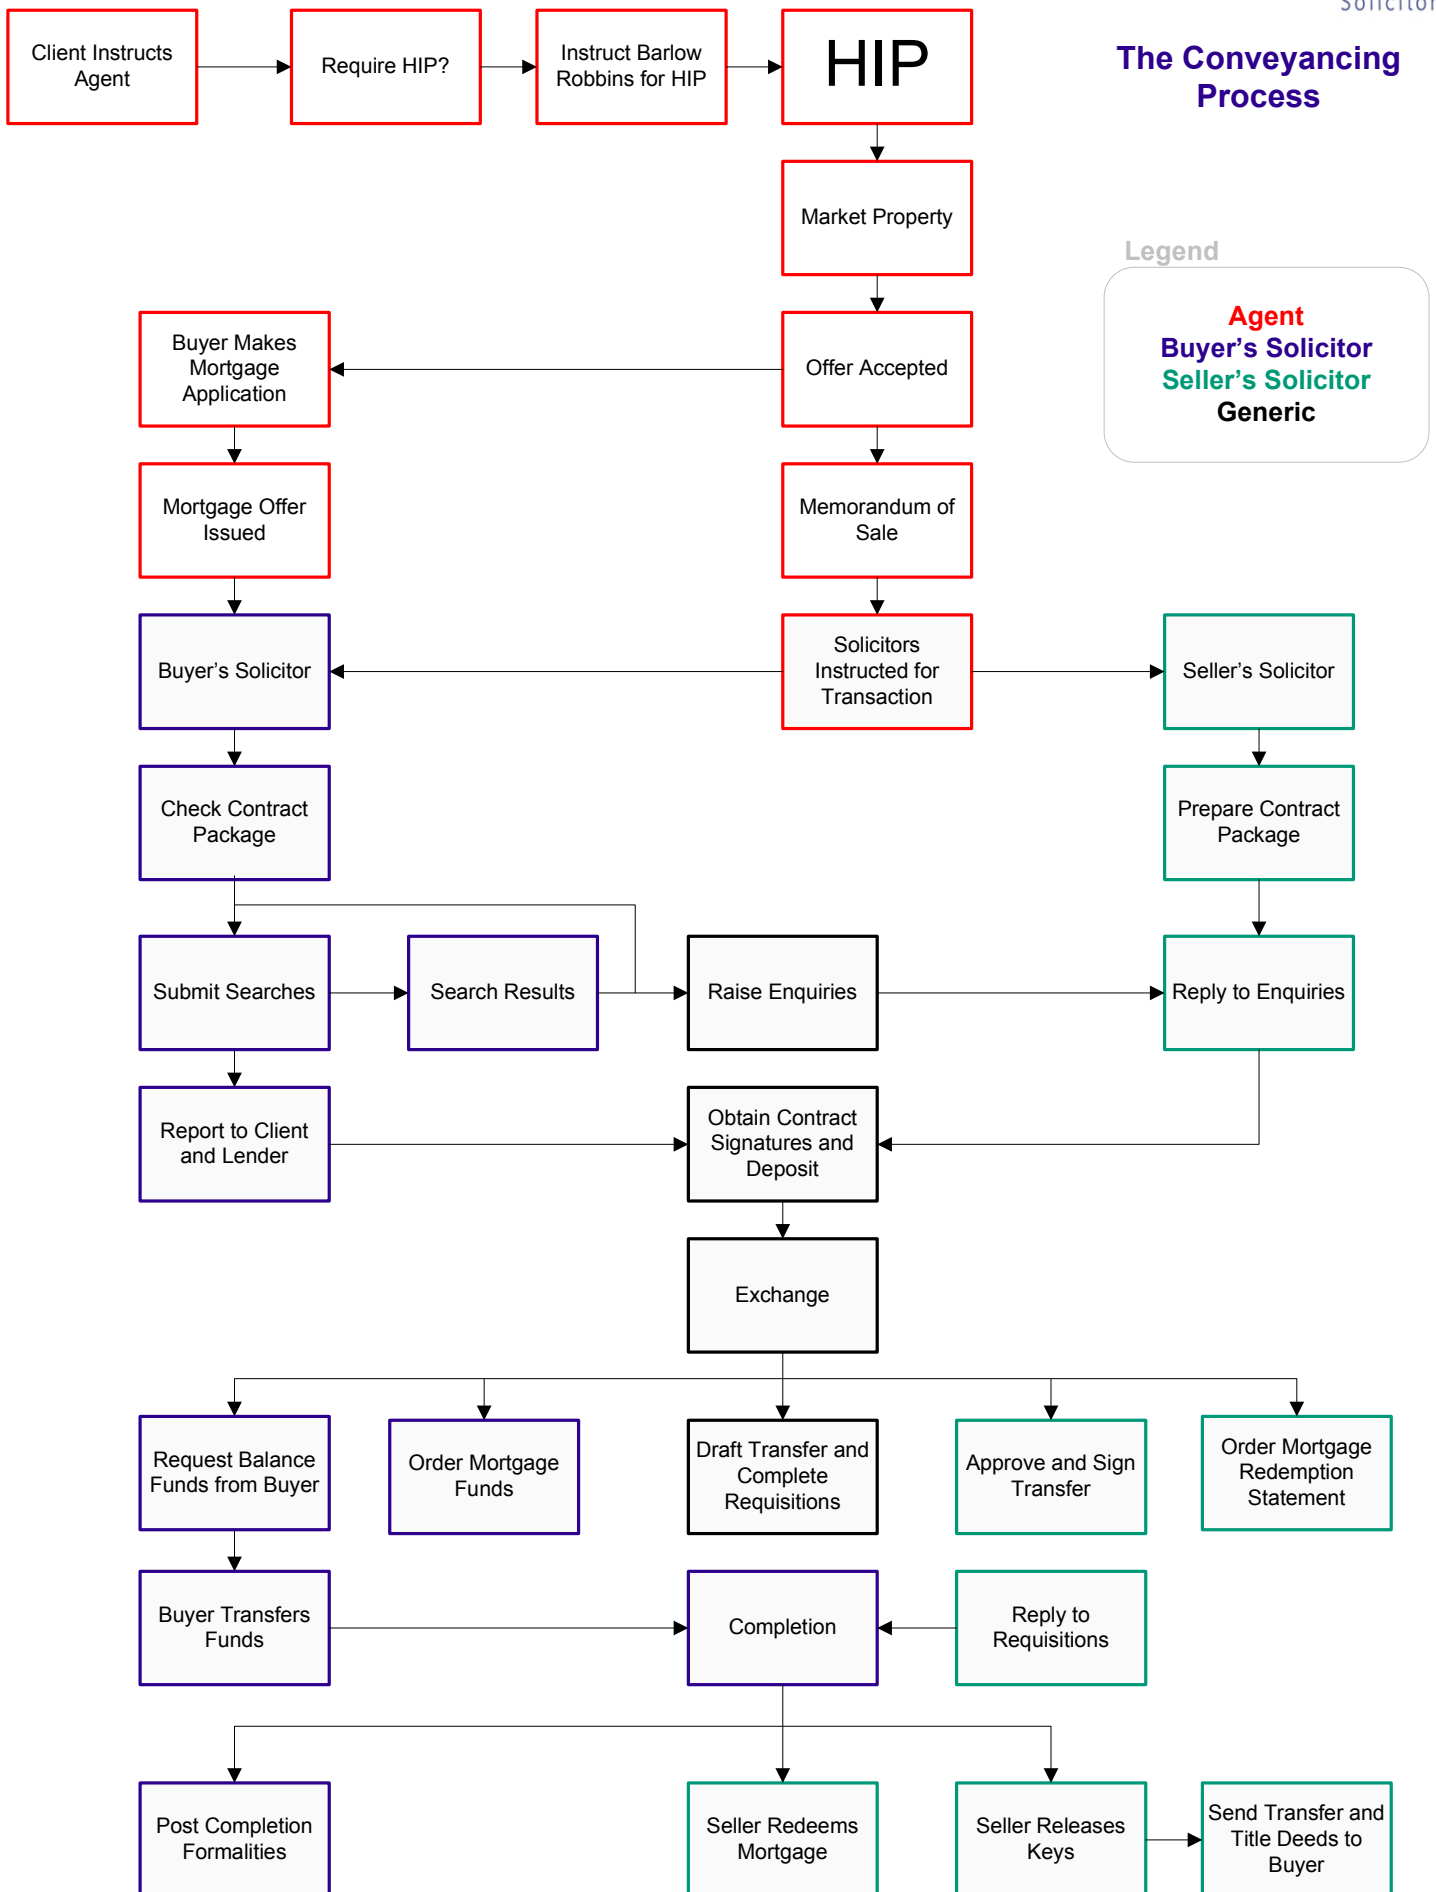 Solicitor
Client Instructs
Agent
Require HIP?
Instruct Barlow
Robbins for HIP
HIP
The Conveyancing
Process
Market Property
Legend
Agent
Buyer’s Solicitor
Seller’s Solicitor
Generic
Buyer Makes
Mortgage
Application
Offer Accepted
Mortgage Offer
Issued
Memorandum of
Sale
Buyer’s Solicitor
Solicitors
Instructed for
Transaction
Seller’s Solicitor
Check Contract
Package
Prepare Contract
Package
Submit Searches
Search Results
Raise Enquiries
Reply to Enquiries
Report to Client
and Lender
Obtain Contract
Signatures and
Deposit
Exchange
Request Balance
Funds from Buyer
Order Mortgage
Funds
Draft Transfer and
Complete
Requisitions
Approve and Sign
Transfer
Order Mortgage
Redemption
Statement
Buyer Transfers
Funds
Completion
Reply to
Requisitions
Post Completion
Formalities
Seller Redeems
Mortgage
Seller Releases
Keys
Send Transfer and
Title Deeds to
Buyer